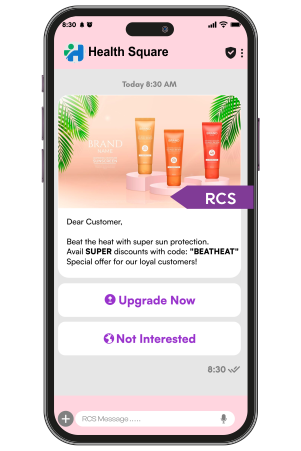 8:30
Health Square
Today 8:30 AM
BRAND
RCS
Dear Customer,
Beat the heat with super sun protection.
Avail SUPER discounts with code: "BEATHEAT"
Special offer for our loyal customers!
Upgrade Now
Not Interested
8:30
RCS Message .....